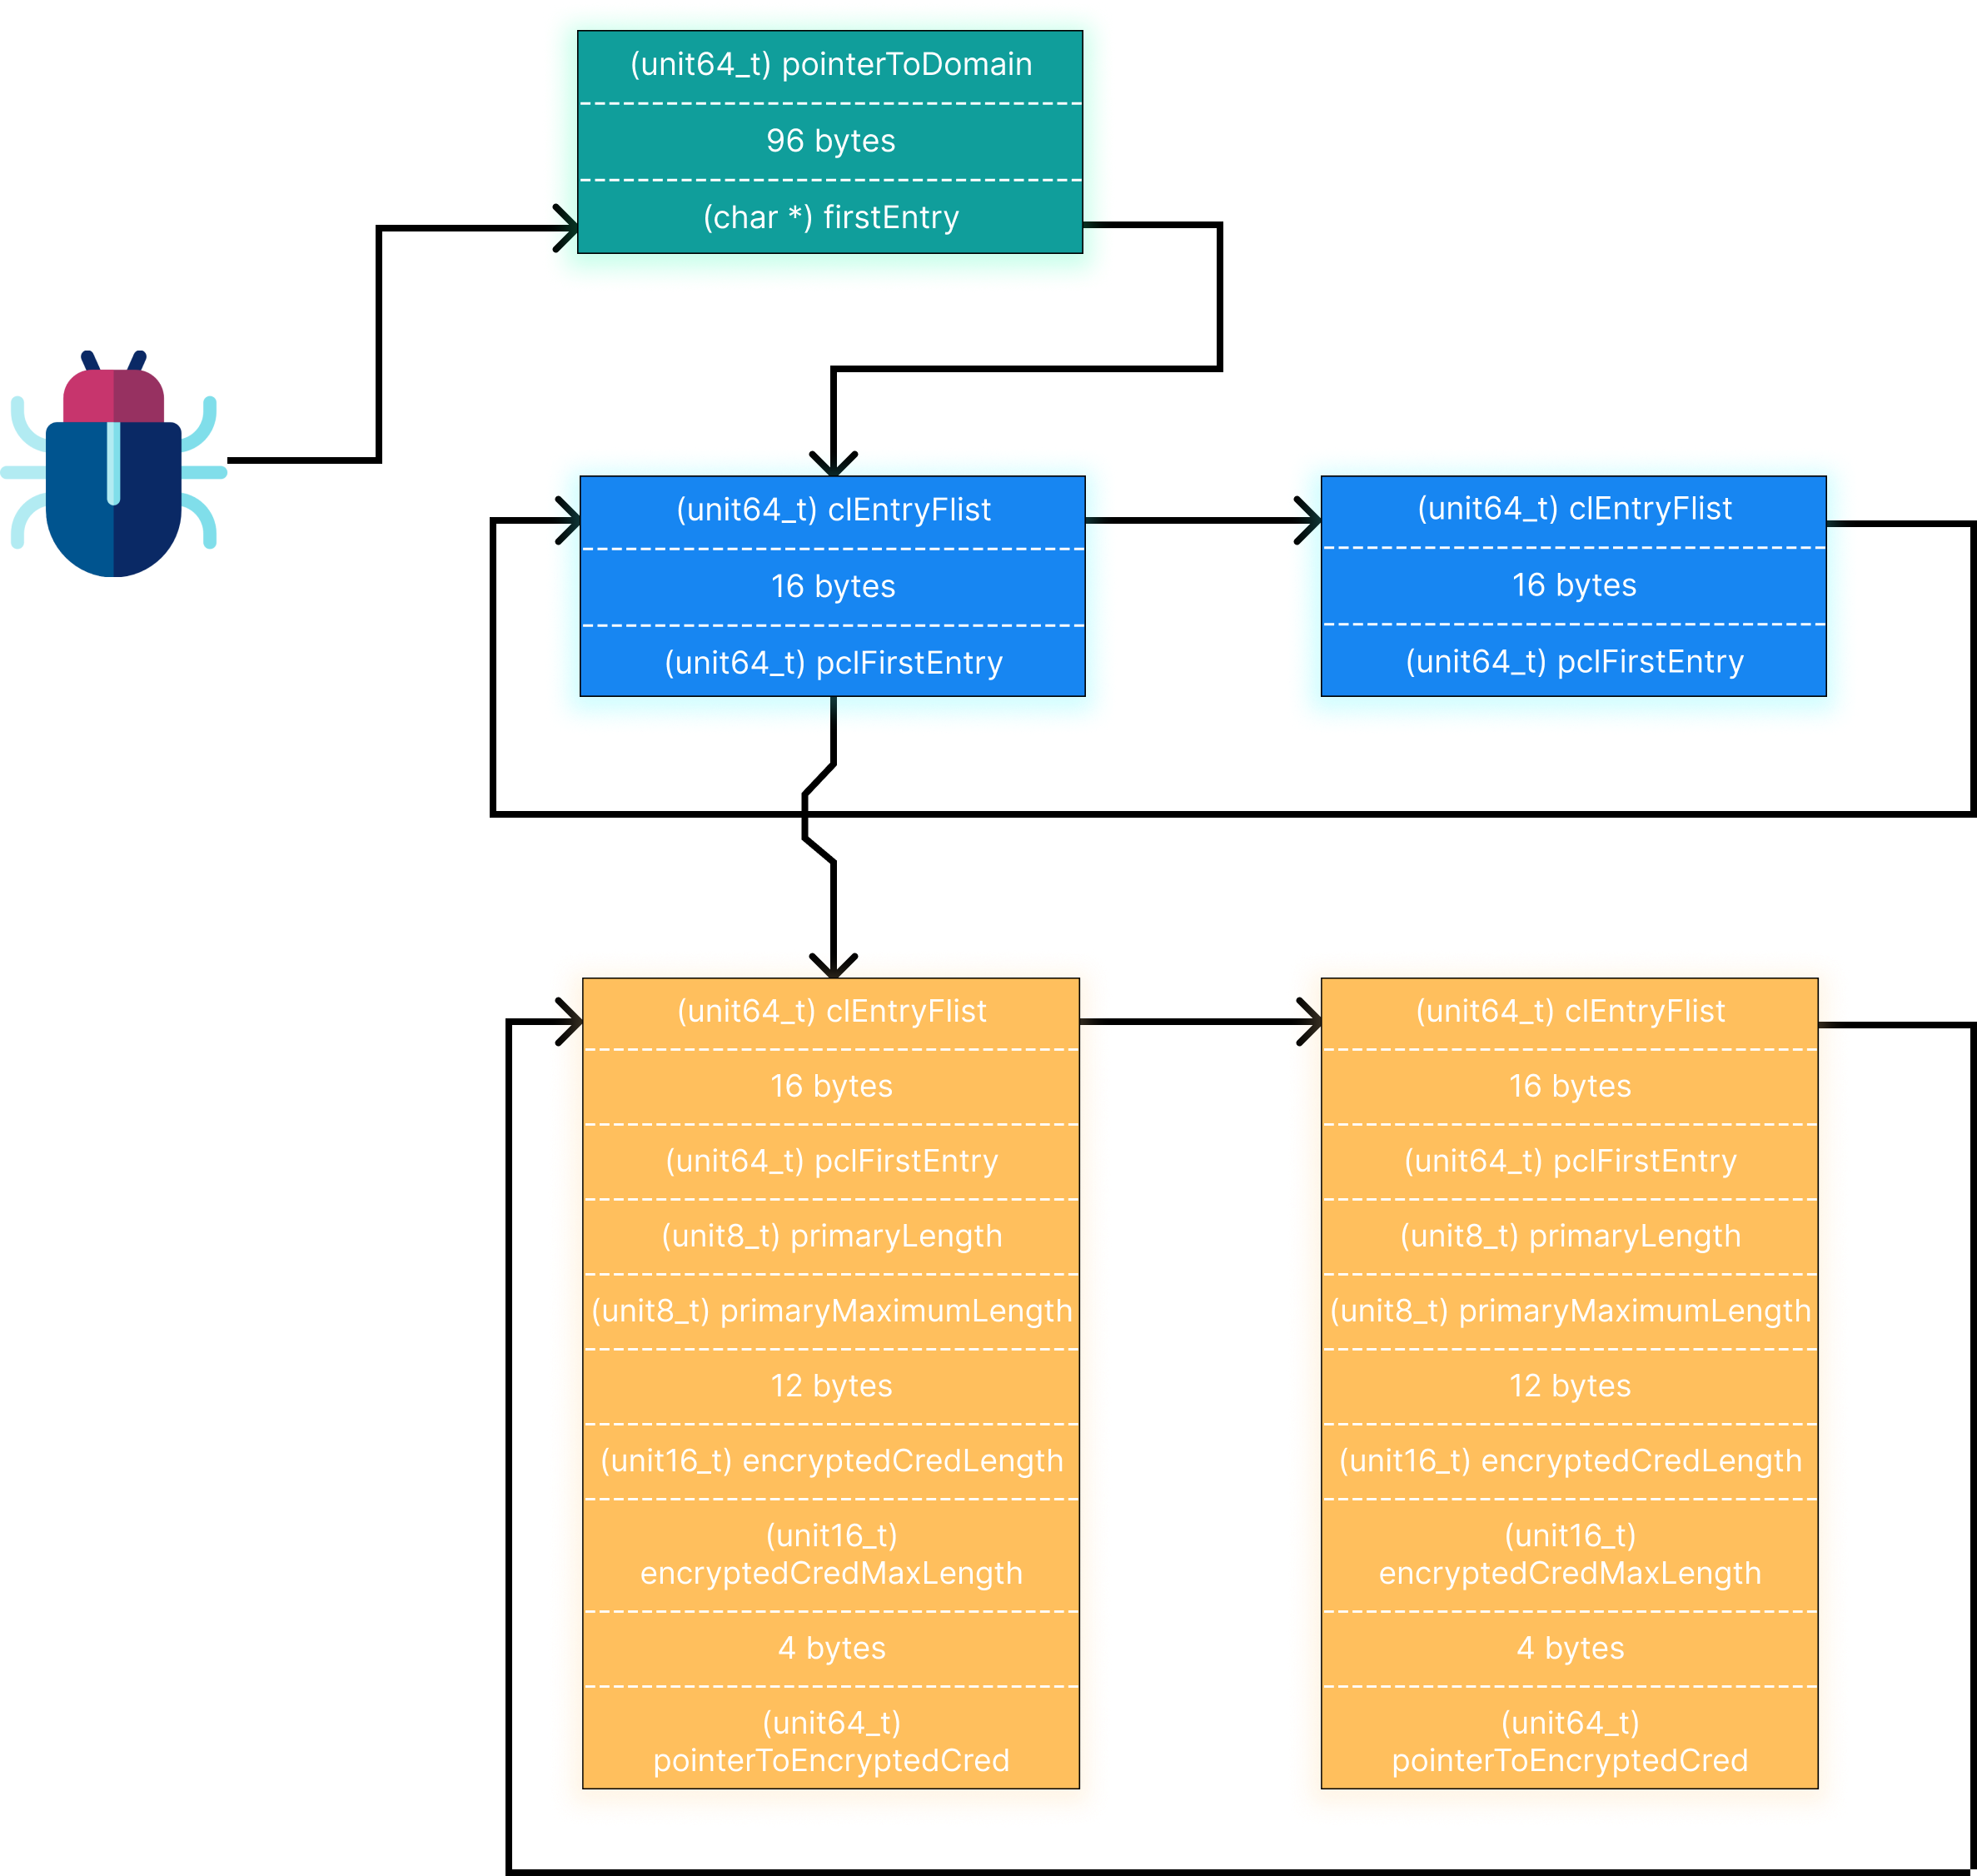 (unit64_t) pointerToDomain
96 bytes
(char *) firstEntry
(unit64_t) clEntryFlist
16 bytes
(unit64_t) pclFirstEntry
(unit64_t) clEntryFlist
16 bytes
(unit64_t) pclFirstEntry
(unit64_t) clEntryFlist
16 bytes
(unit64_t) pclFirstEntry
(unit8_t) primaryLength
(unit8_t) primaryMaximumLength
12 bytes
(unit16_t) encryptedCredLength
(unit16_t)
encryptedCredMaxLength
4 bytes
(unit64_t)
pointerToEncryptedCred
(unit64_t) clEntryFlist
16 bytes
(unit64_t) pclFirstEntry
(unit8_t) primaryLength
(unit8_t) primaryMaximumLength
12 bytes
(unit16_t) encryptedCredLength
(unit16_t)
encryptedCredMaxLength
4 bytes
(unit64_t)
pointerToEncryptedCred